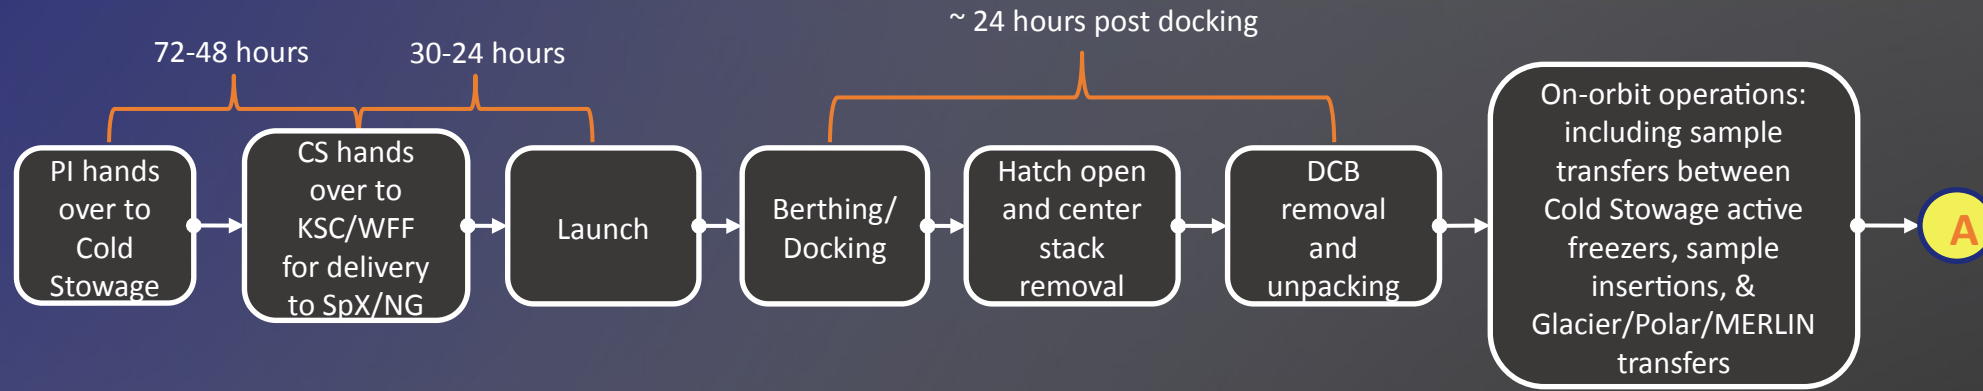 ~ 24 hours post docking
72-48 hours
30-24 hours
PI hands
over to
Cold
Stowage
CS hands
over to
KSC/WFF
for delivery
to SpX/NG
Launch
Berthing/
Docking
Hatch open
and center
stack
removal
DCB
removal
and
unpacking
On-orbit operations:
including sample
transfers between
Cold Stowage active
freezers, sample
insertions, &
Glacier/Polar/MERLIN
transfers
A